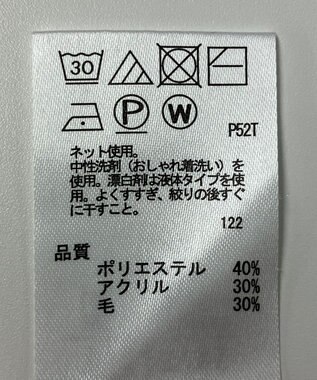 30
P W
P52T
ネット使用。
中性洗剤（おしゃれ着洗い）を
使用。漂白剤は液体タイプを使
用。よくすすぎ、絞りの後すぐ
に干すこと。
122
品質
ポリエステル 40%
アクリル 30%
毛 30%